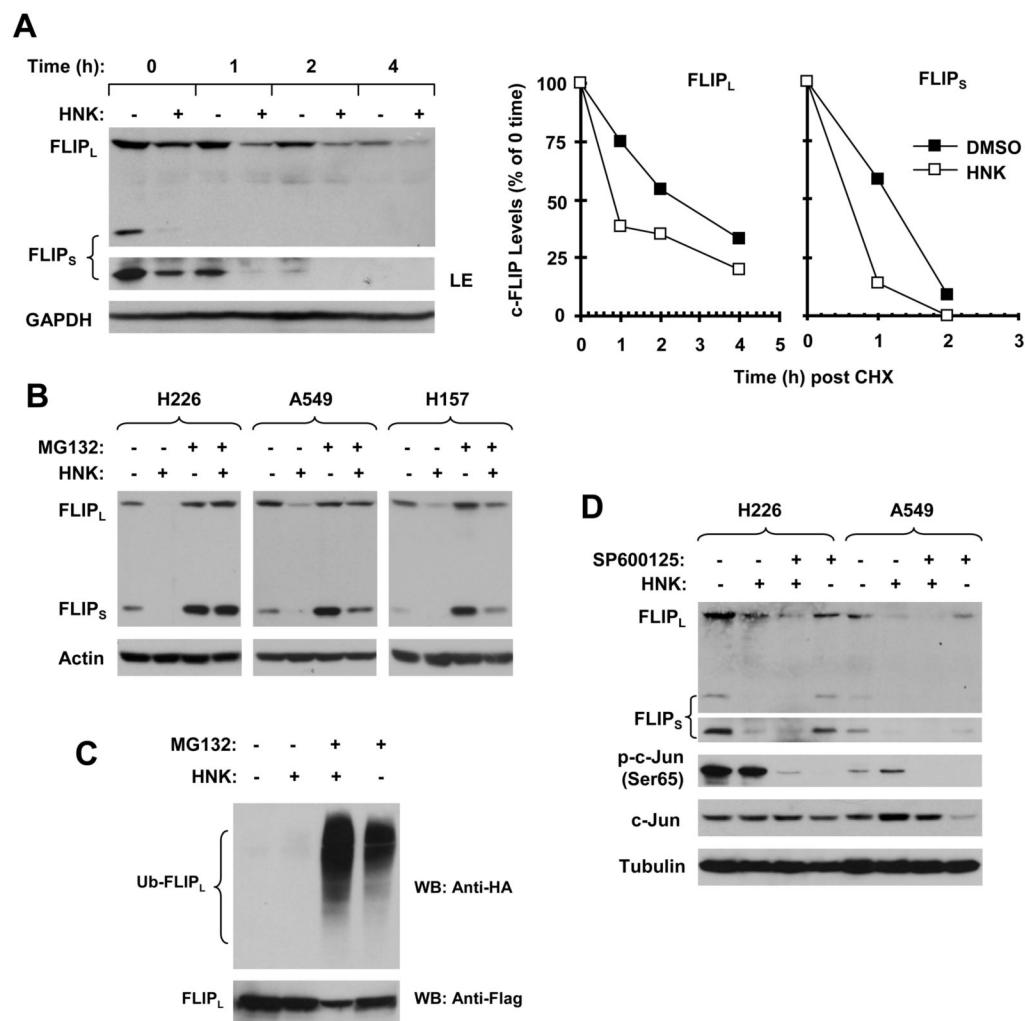 A
Time (h): 0 1 2 4
HNK: - + - + - + - +
FLIPL
FLIPS
LE
GAPDH
c-FLIP Levels (% of 0 time)
100
75
50
25
0
FLIPL
FLIPS
DMSO
HNK
0 1 2 3 4 5
0 1 2 3
Time (h) post CHX
B
H226 A549 H157
MG132: - - + + - - + + - - + +
HNK: - + - + - + - + - + - +
FLIPL
FLIPS
Actin
C
MG132: - - + +
HNK: - + + -
Ub-FLIPL
WB: Anti-HA
FLIPL
WB: Anti-Flag
D
H226 A549
SP600125: - - + + - - + +
HNK: - + + - - + + -
FLIPL
FLIPS
p-c-Jun
(Ser65)
c-Jun
Tubulin